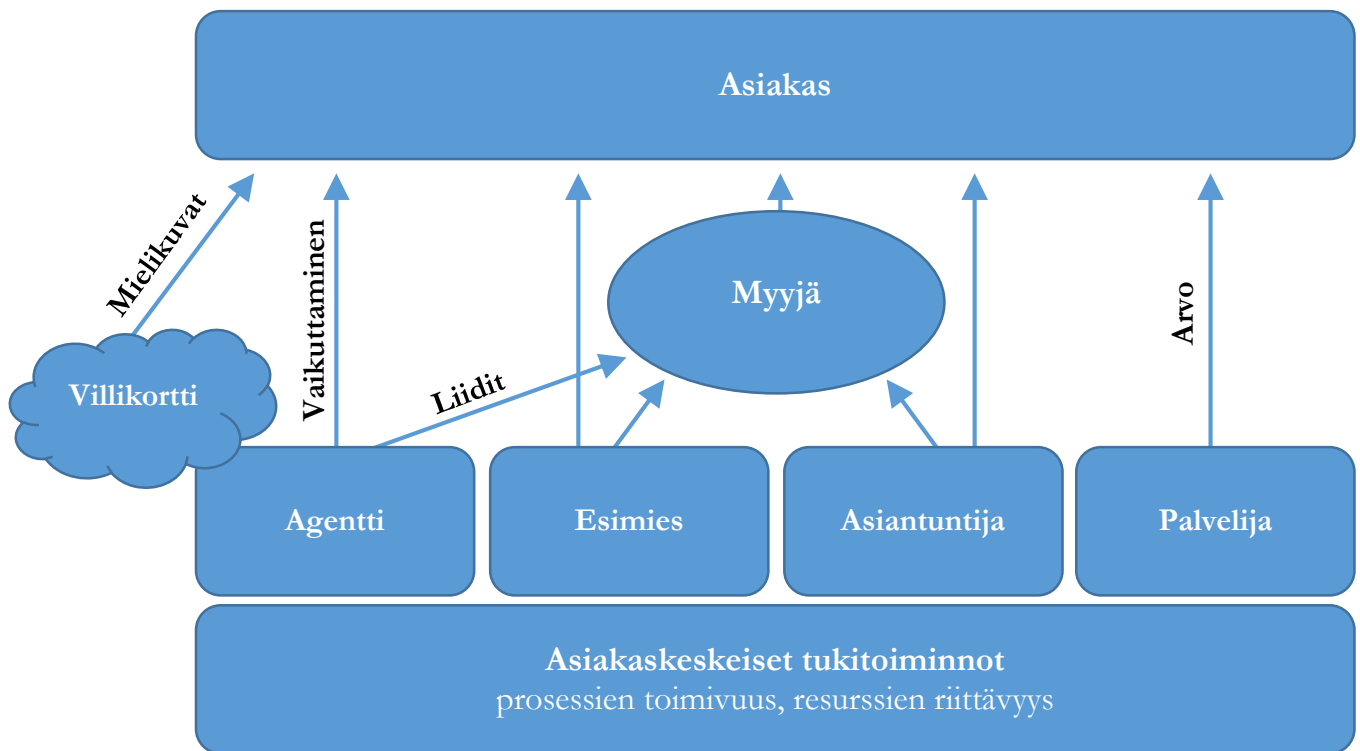 Asiakas
Mielikuvat
Vaikuttaminen
Myyjä
Arvo
Liidit
Villikortti
Agentti
Esimies
Asiantuntija
Palvelija
Asiakaskeskeiset tukitoiminnot
prosessien toimivuus, resurssien riittävyys